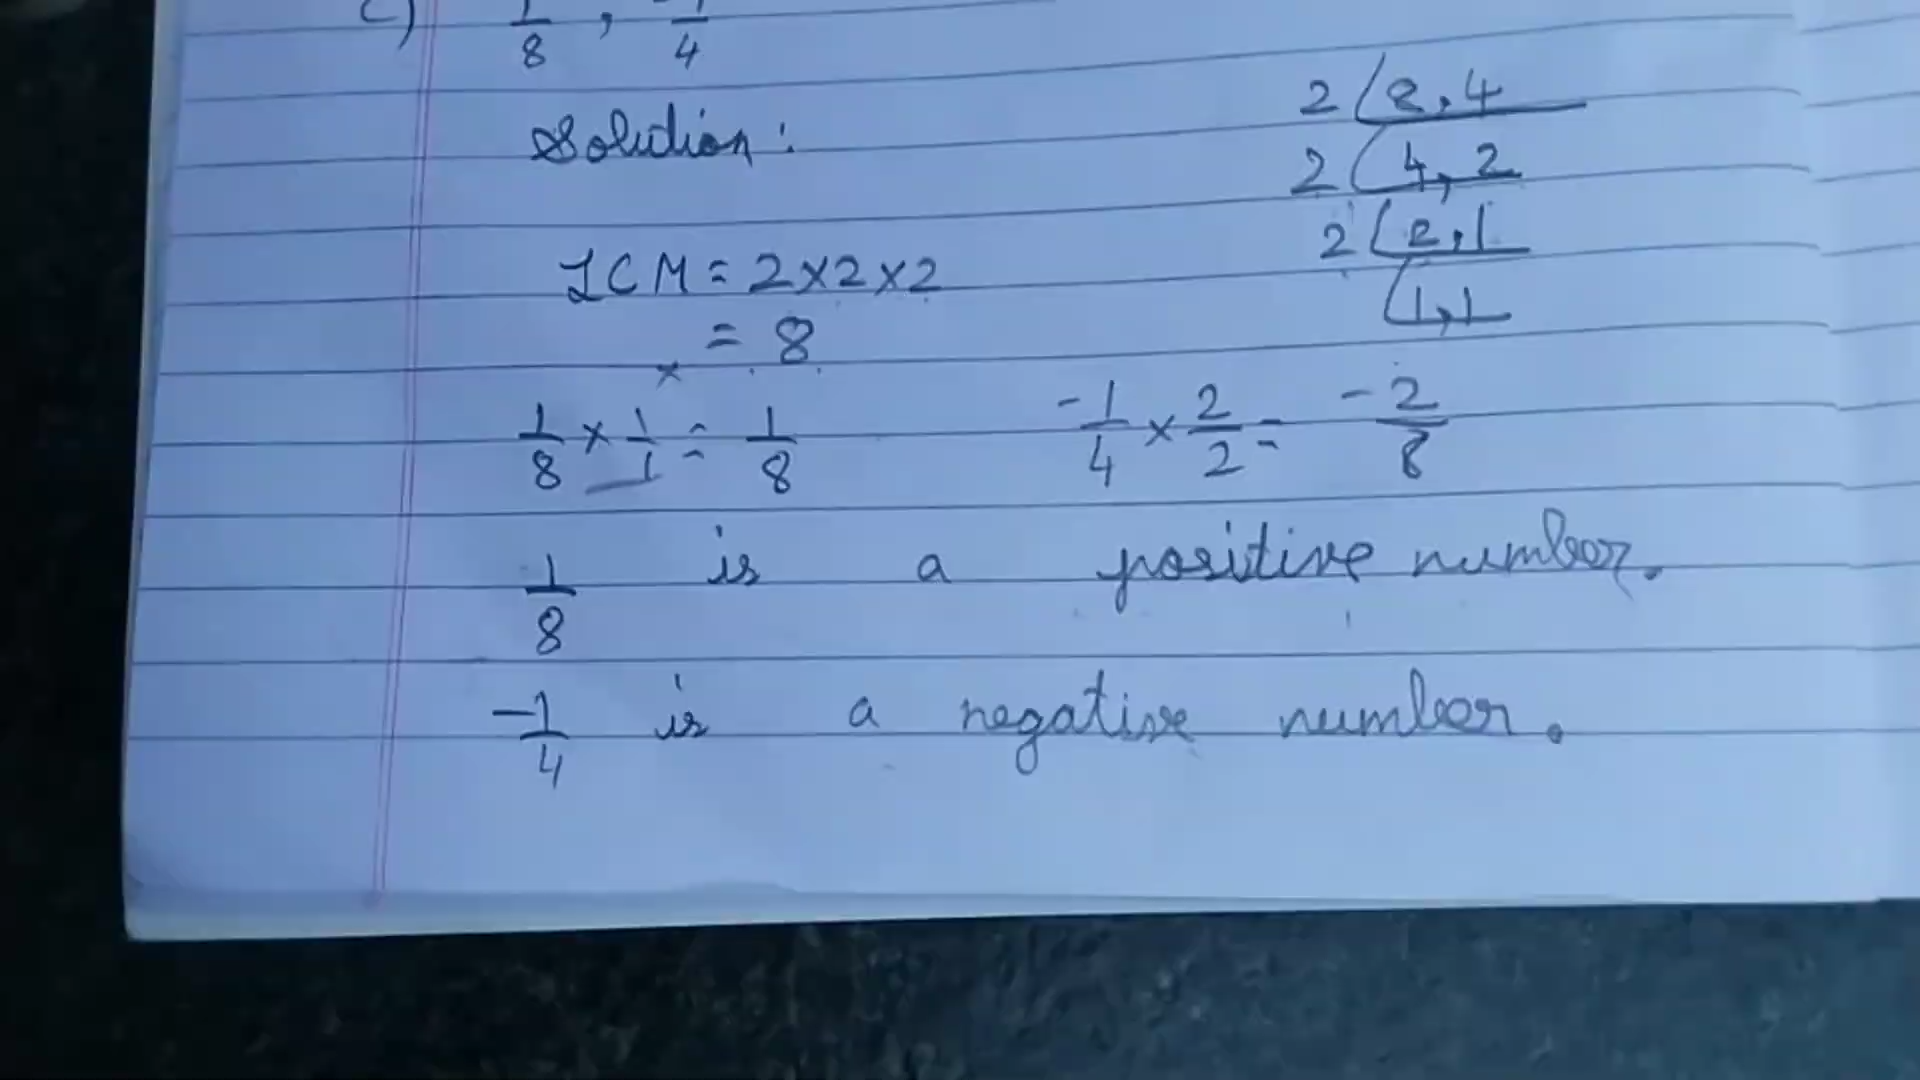 c) 1/8 , -1/4
Solution:
2 8,4
2 4,2
2 2,1
1,1
LCM = 2×2×2
= 8
×
1/8 × 1/1 = 1/8
-1/4 × 2/2 = -2/8
1/8 is a positive number.
-1/4 is a negative number.